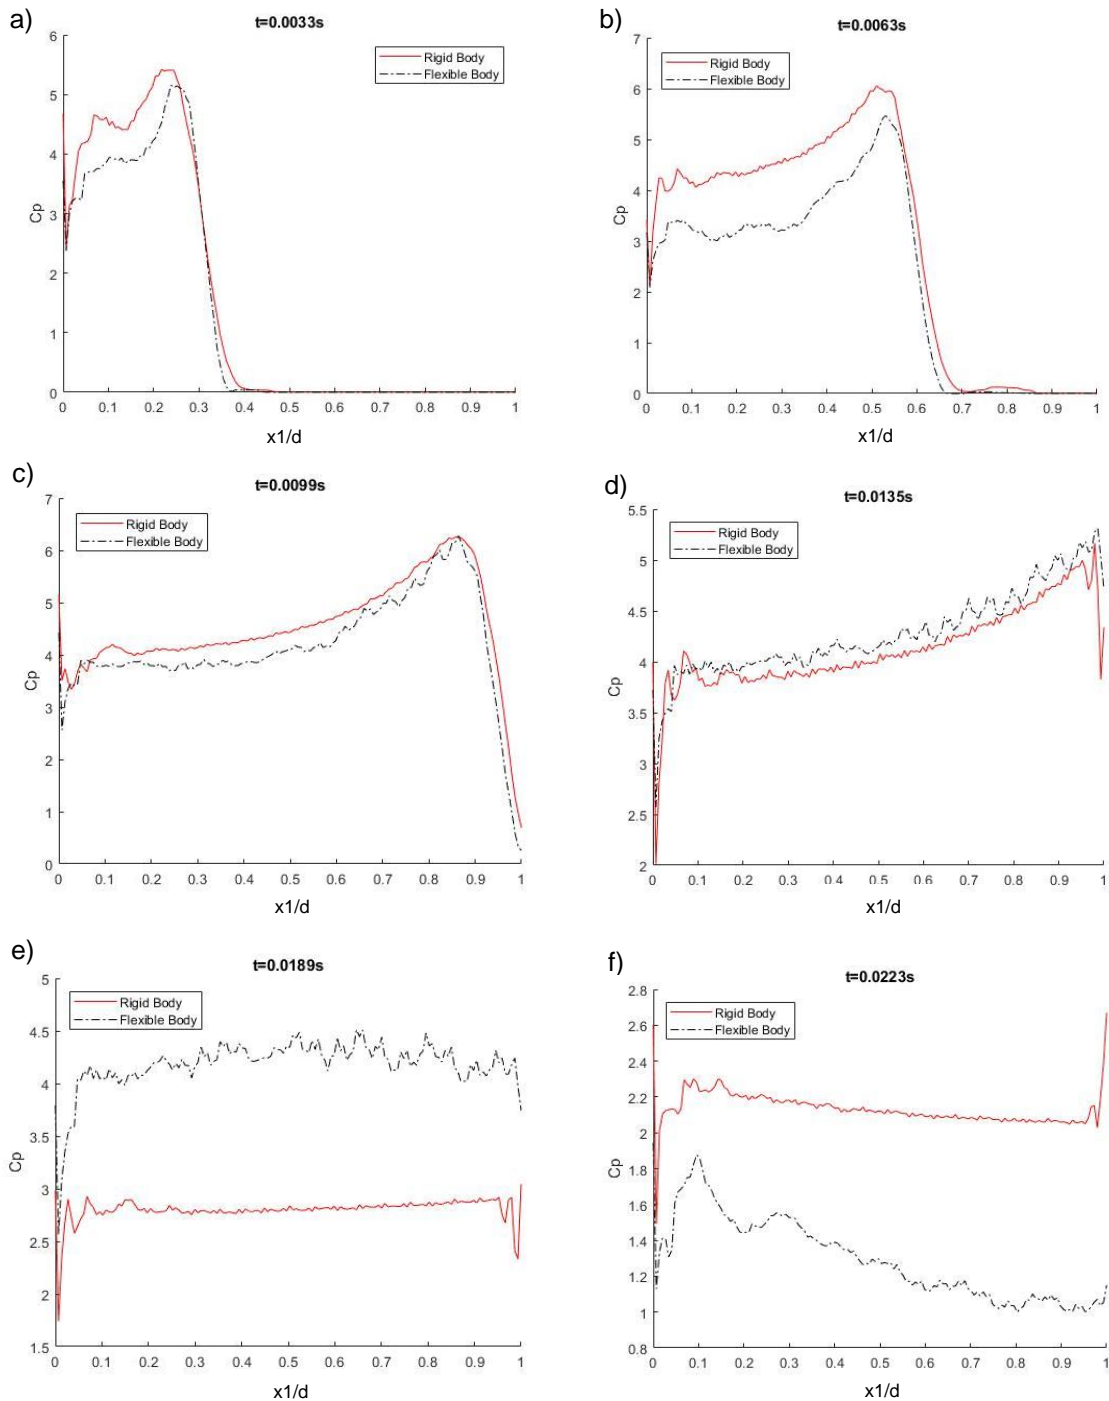 a)
t=0.0033s
Rigid Body
Flexible Body
Cp
6
5
4
3
2
1
0
0 0.1 0.2 0.3 0.4 0.5 0.6 0.7 0.8 0.9 1
x1/d
b)
t=0.0063s
Rigid Body
Flexible Body
Cp
7
6
5
4
3
2
1
0
0 0.1 0.2 0.3 0.4 0.5 0.6 0.7 0.8 0.9 1
x1/d
c)
t=0.0099s
Rigid Body
Flexible Body
Cp
7
6
5
4
3
2
1
0
0 0.1 0.2 0.3 0.4 0.5 0.6 0.7 0.8 0.9 1
x1/d
d)
t=0.0135s
Rigid Body
Flexible Body
Cp
5.5
5
4.5
4
3.5
3
2.5
2
0 0.1 0.2 0.3 0.4 0.5 0.6 0.7 0.8 0.9 1
x1/d
e)
t=0.0189s
Rigid Body
Flexible Body
Cp
5
4.5
4
3.5
3
2.5
2
1.5
0 0.1 0.2 0.3 0.4 0.5 0.6 0.7 0.8 0.9 1
x1/d
f)
t=0.0223s
Rigid Body
Flexible Body
Cp
2.8
2.6
2.4
2.2
2
1.8
1.6
1.4
1.2
1
0.8
0 0.1 0.2 0.3 0.4 0.5 0.6 0.7 0.8 0.9 1
x1/d